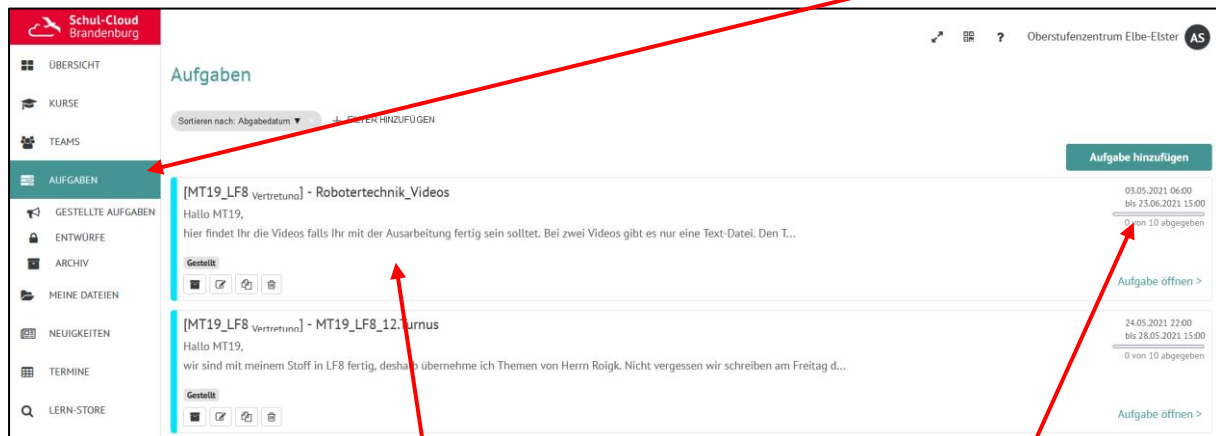 Schul-Cloud
Brandenburg
Oberstufenzentrum Elbe-Elster AS
ÜBERSICHT
KURSE
TEAMS
AUFGABEN
GESTELLTE AUFGABEN
ENTWÜRFE
ARCHIV
MEINE DATEIEN
NEUIGKEITEN
TERMINE
LERN-STORE
Aufgaben
Sortieren nach: Abgabedatum ▼ + FILTER HINZUFÜGEN
Aufgabe hinzufügen
[MT19_LF8 Vertretung] - Robotertechnik_Videos
Hallo MT19,
hier findet Ihr die Videos falls Ihr mit der Ausarbeitung fertig sein solltet. Bei zwei Videos gibt es nur eine Text-Datei. Den T...
Gestellt
03.05.2021 06:00
bis 23.06.2021 15:00
0 von 10 abgegeben
Aufgabe öffnen >
[MT19_LF8 Vertretung] - MT19_LF8_12.Turnus
Hallo MT19,
wir sind mit meinem Stoff in LF8 fertig, deshalb übernehme ich Themen von Herrn Roigk. Nicht vergessen wir schreiben am Freitag d...
Gestellt
24.05.2021 22:00
bis 28.05.2021 15:00
0 von 10 abgegeben
Aufgabe öffnen >